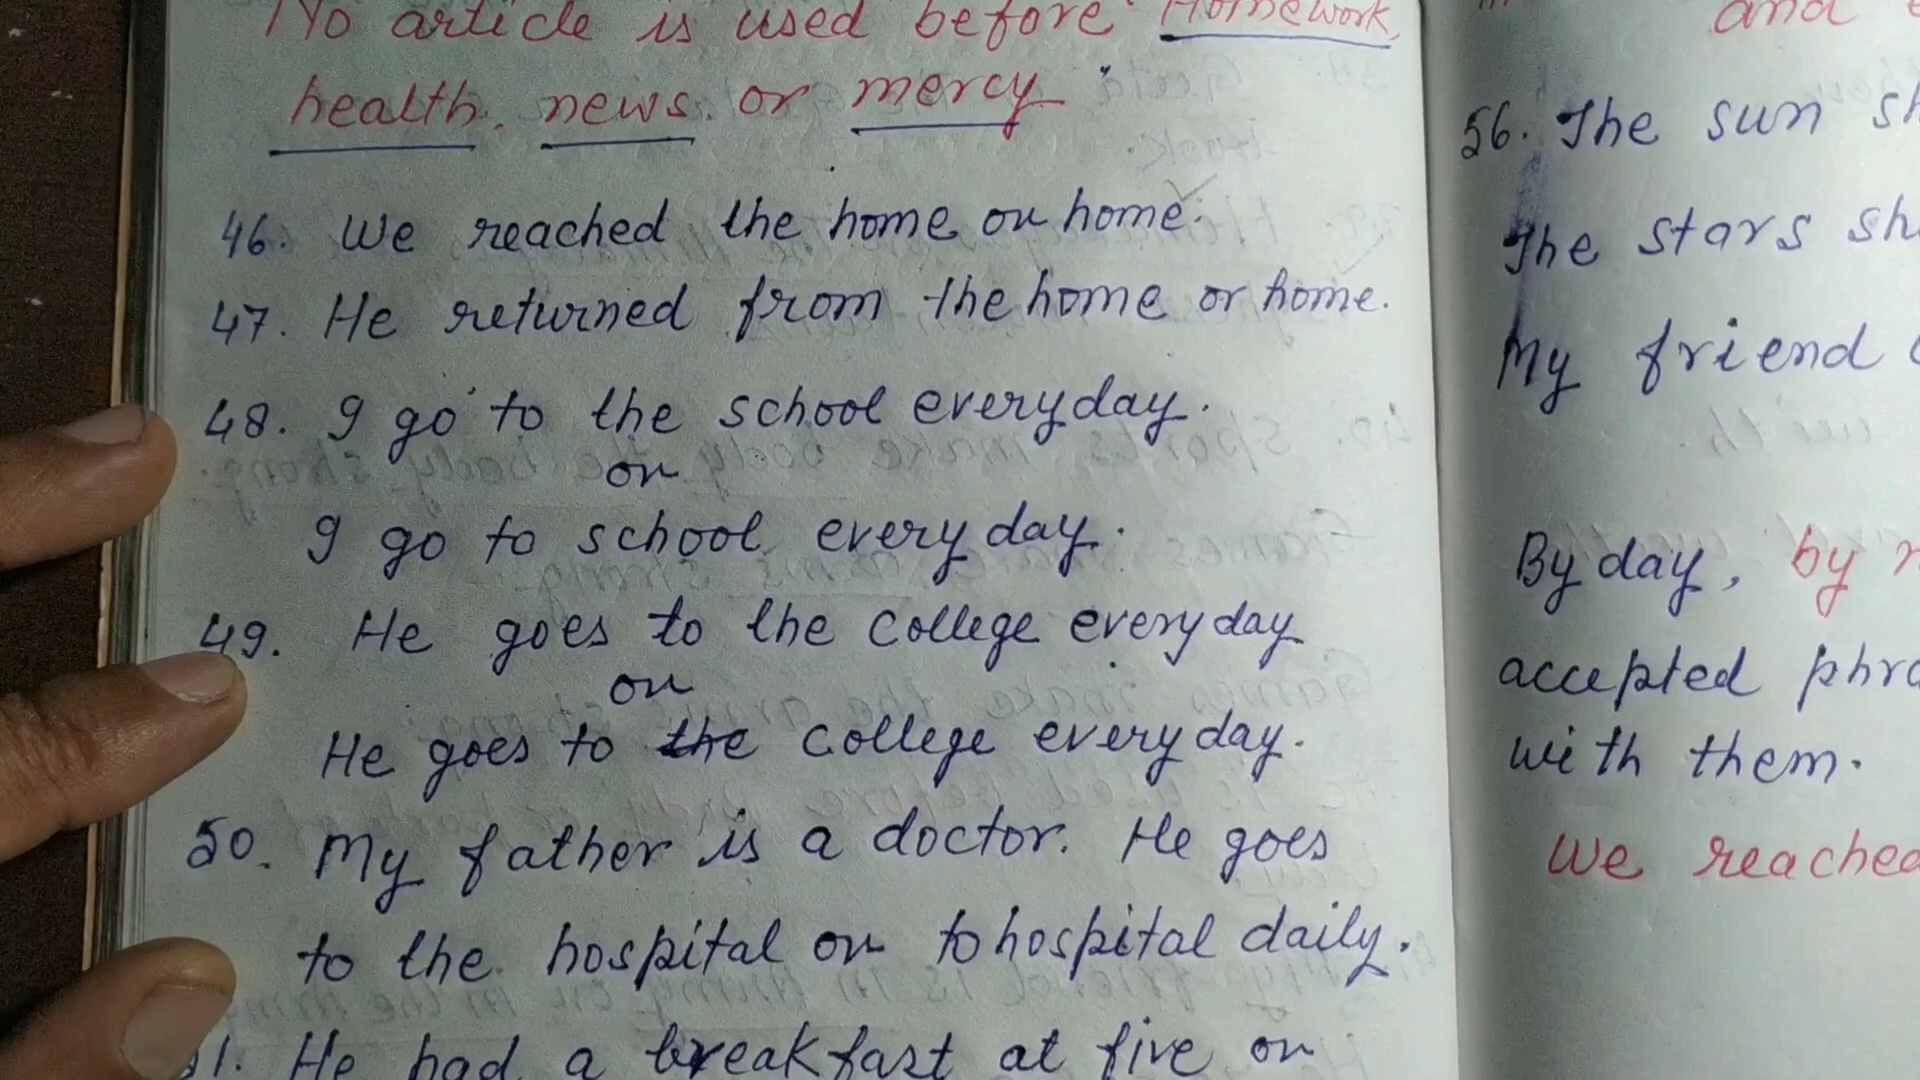 No article is used before Homework,
health, news or mercy.
46. We reached the home or home.
47. He returned from the home or home.
48. I go to the school everyday.
or
I go to school everyday.
49. He goes to the college everyday
or
He goes to the college everyday.
50. My father is a doctor. He goes
to the hospital or to hospital daily.
51. He had a breakfast at five or
and
56. The sun
The stars
My friend
By day, by
accepted
with them.
We reached